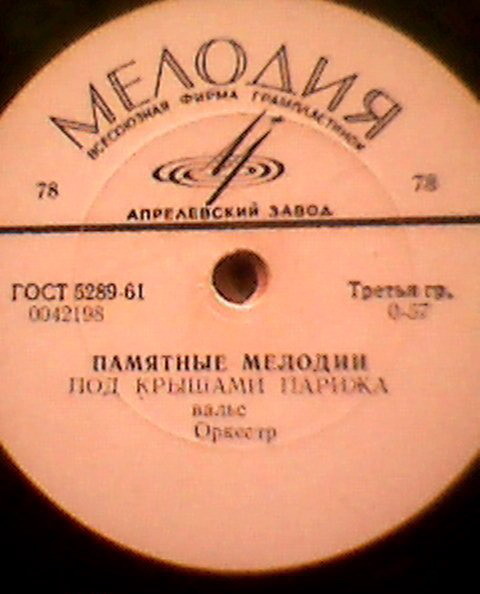 МЕЛОДИЯ
ВСЕСОЮЗНАЯ ФИРМА ГРАМПЛАСТИНОК
78 78
АПРЕЛЕВСКИЙ ЗАВОД
ГОСТ 5289-61 Третья гр.
0042198 0-57
ПАМЯТНЫЕ МЕЛОДИИ
ПОД КРЫШАМИ ПАРИЖА
вальс
Оркестр